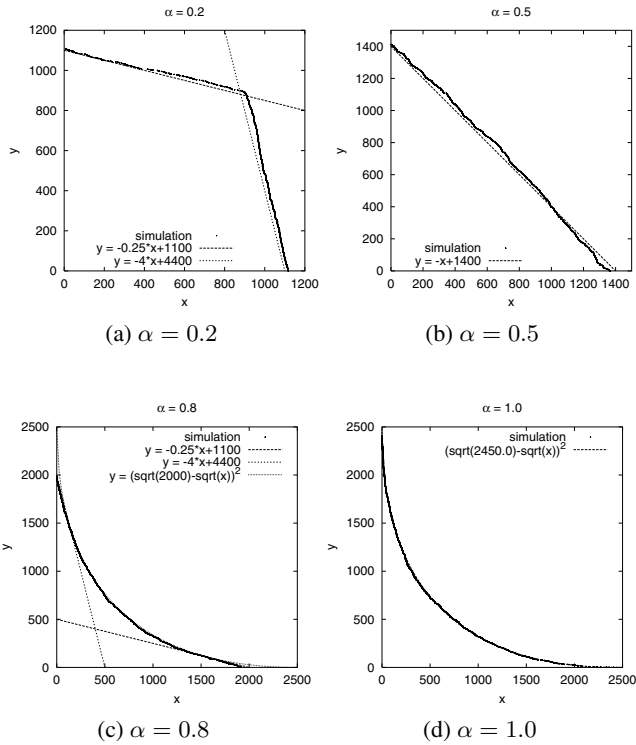 α = 0.2
1200
1000
800
600
400
200
0
y
simulation
y = -0.25*x+1100
y = -4*x+4400
0 200 400 600 800 1000 1200
x
(a) α = 0.2
α = 0.5
1400
1200
1000
800
600
400
200
0
y
simulation
y = -x+1400
0 200 400 600 800 1000 1200 1400
x
(b) α = 0.5
α = 0.8
2500
2000
1500
1000
500
0
y
simulation
y = -0.25*x+1100
y = -4*x+4400
y = (sqrt(2000)-sqrt(x))²
0 500 1000 1500 2000 2500
x
(c) α = 0.8
α = 1.0
2500
2000
1500
1000
500
0
y
simulation
(sqrt(2450.0)-sqrt(x))²
0 500 1000 1500 2000 2500
x
(d) α = 1.0